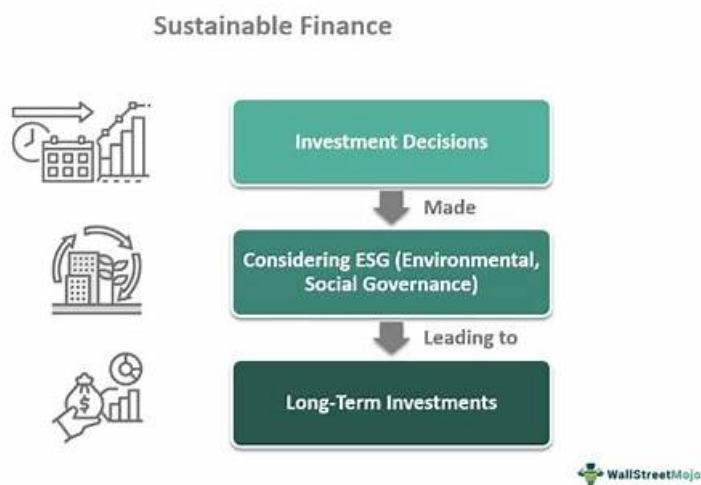 Sustainable Finance
Investment Decisions
Made
Considering ESG (Environmental,
Social Governance)
Leading to
$
Long-Term Investments
WallStreetMojo